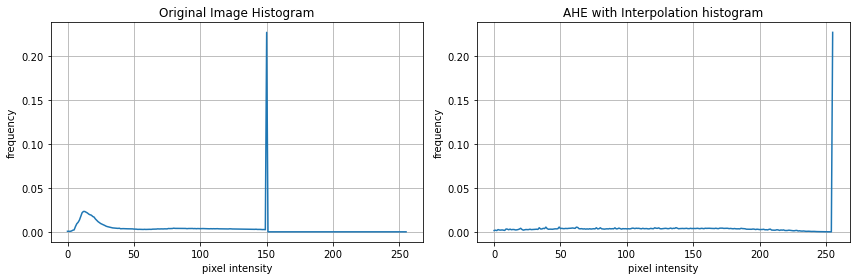 Original Image Histogram
frequency
0.20
0.15
0.10
0.05
0.00
0 50 100 150 200 250
pixel intensity
AHE with Interpolation histogram
frequency
0.20
0.15
0.10
0.05
0.00
0 50 100 150 200 250
pixel intensity